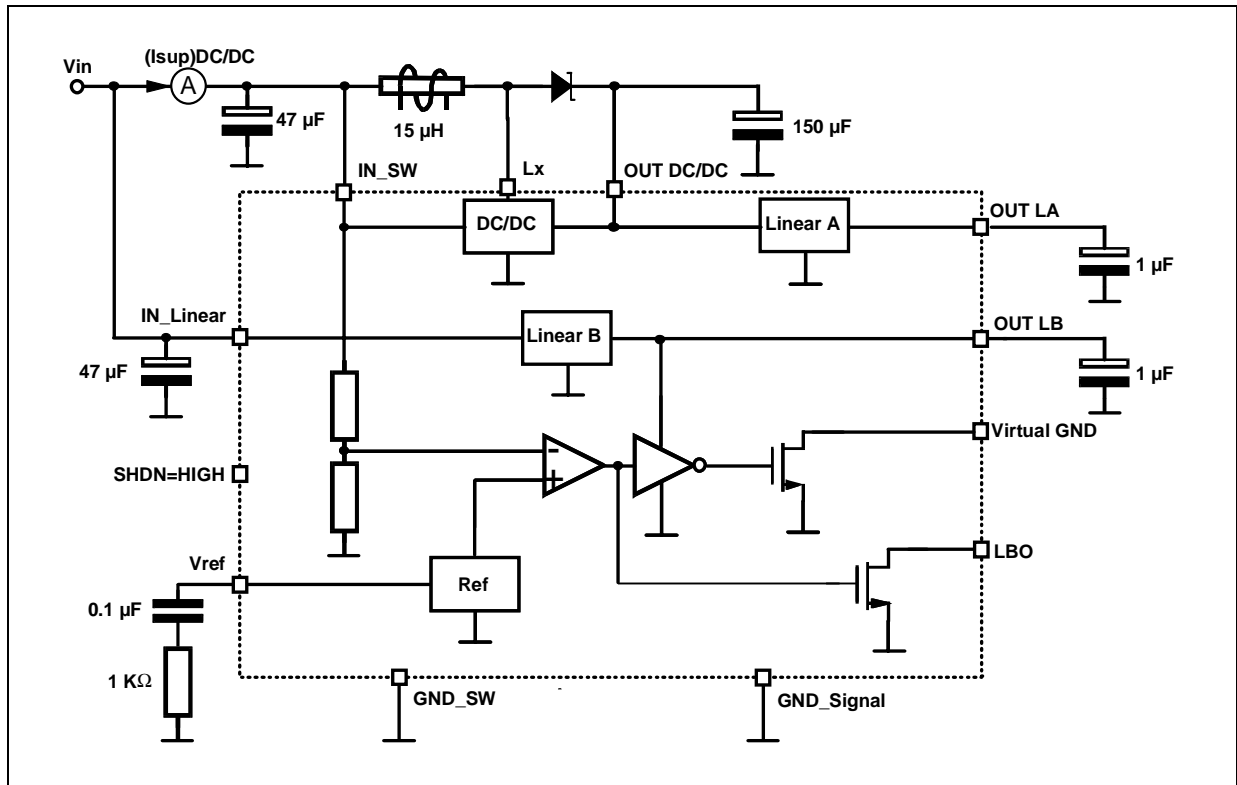 (Isup)DC/DC
Vin
A
47 µF
15 µH
150 µF
IN_SW
Lx
OUT DC/DC
DC/DC
Linear A
OUT LA
1 µF
IN_Linear
Linear B
OUT LB
47 µF
1 µF
Virtual GND
-
+
SHDN=HIGH
Vref
Ref
LBO
0.1 µF
1 KΩ
GND_SW
GND_Signal